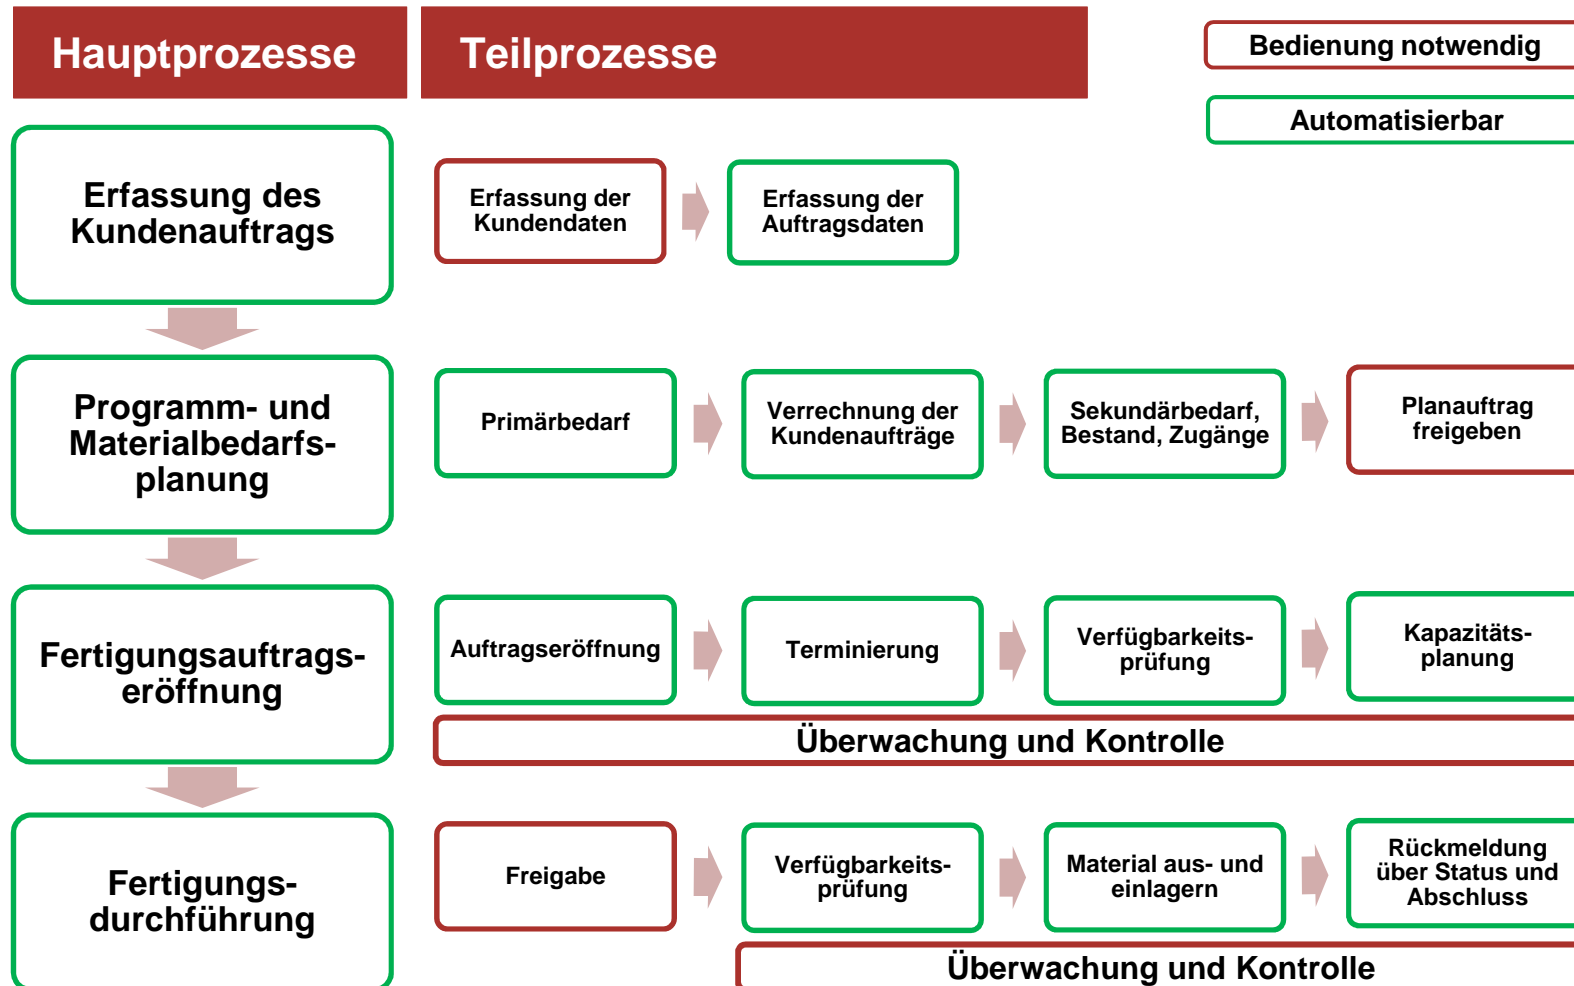 Hauptprozesse
Teilprozesse
Bedienung notwendig
Automatisierbar
Erfassung des
Kundenauftrags
Erfassung der
Kundendaten
Erfassung der
Auftragsdaten
Programm- und
Materialbedarfs-
planung
Primärbedarf
Verrechnung der
Kundenaufträge
Sekundärbedarf,
Bestand, Zugänge
Planauftrag
freigeben
Fertigungsauftrags-
eröffnung
Auftragseröffnung
Terminierung
Verfügbarkeits-
prüfung
Kapazitäts-
planung
Überwachung und Kontrolle
Fertigungs-
durchführung
Freigabe
Verfügbarkeits-
prüfung
Material aus- und
einlagern
Rückmeldung
über Status und
Abschluss
Überwachung und Kontrolle